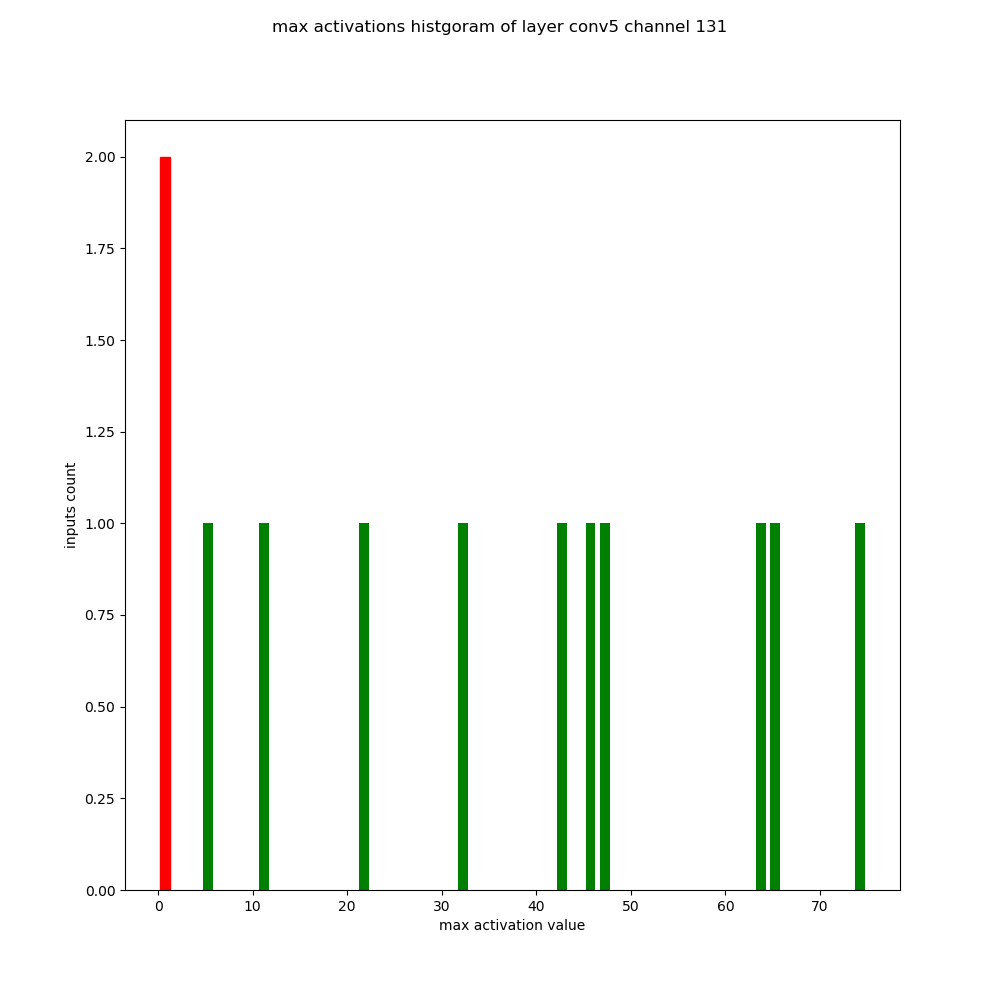 max activations histgoram of layer conv5 channel 131
2.00
1.75
1.50
1.25
1.00
0.75
0.50
0.25
0.00
inputs count
0 10 20 30 40 50 60 70
max activation value